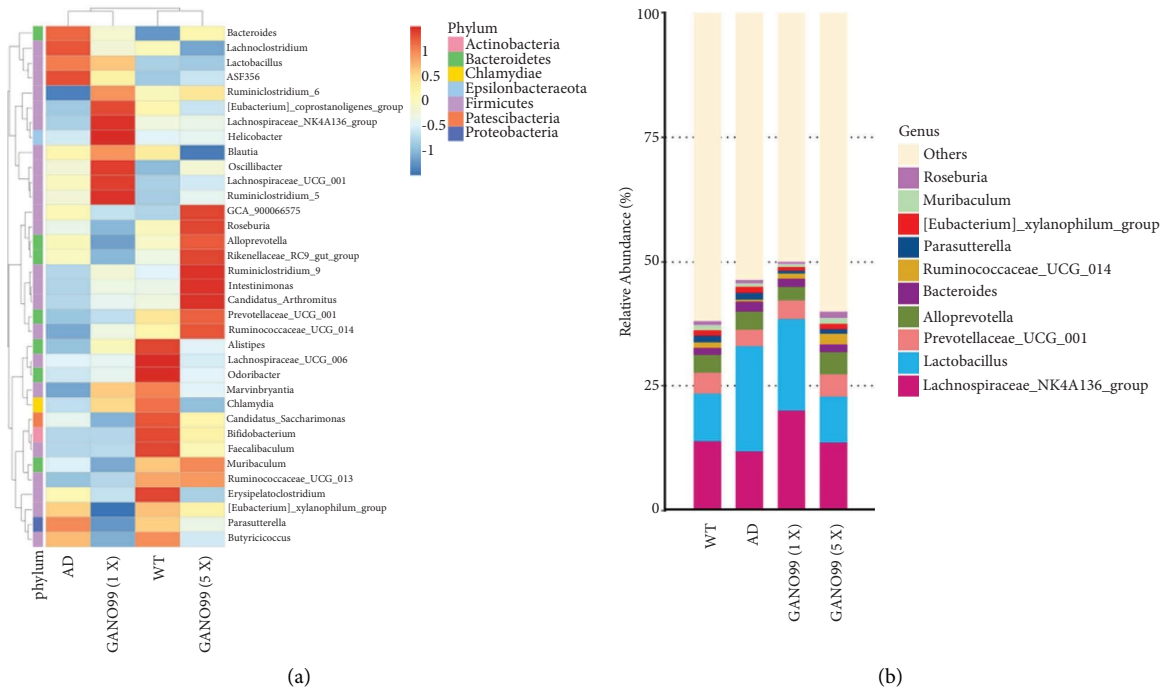 Bacteroides
Lachnoclostridium
Lactobacillus
ASF356
Ruminiclostridium_6
[Eubacterium]_coprostanoligenes_group
Lachnospiraceae_NK4A136_group
Helicobacter
Blautia
Oscillibacter
Lachnospiraceae_UCG_001
Ruminiclostridium_5
GCA_900066575
Roseburia
Alloprevotella
Rikenellaceae_RC9_gut_group
Ruminiclostridium_9
Intestinimonas
Candidatus_Arthromitus
Prevotellaceae_UCG_001
Ruminococcaceae_UCG_014
Alistipes
Lachnospiraceae_UCG_006
Odoribacter
Marvinbryantia
Chlamydia
Candidatus_Saccharimonas
Bifidobacterium
Faecalibaculum
Muribaculum
Ruminococcaceae_UCG_013
Erysipelatoclostridium
[Eubacterium]_xylanophilum_group
Parasutterella
Butyricicoccus
phylum
AD
GANO99 (1 X)
WT
GANO99 (5 X)
1
0.5
0
-0.5
-1
Phylum
Actinobacteria
Bacteroidetes
Chlamydiae
Epsilonbacteraeota
Firmicutes
Patescibacteria
Proteobacteria
(a)
Relative Abundance (%)
100
75
50
25
0
WT
AD
GANO99 (1 X)
GANO99 (5 X)
Genus
Others
Roseburia
Muribaculum
[Eubacterium]_xylanophilum_group
Parasutterella
Ruminococcaceae_UCG_014
Bacteroides
Alloprevotella
Prevotellaceae_UCG_001
Lactobacillus
Lachnospiraceae_NK4A136_group
(b)